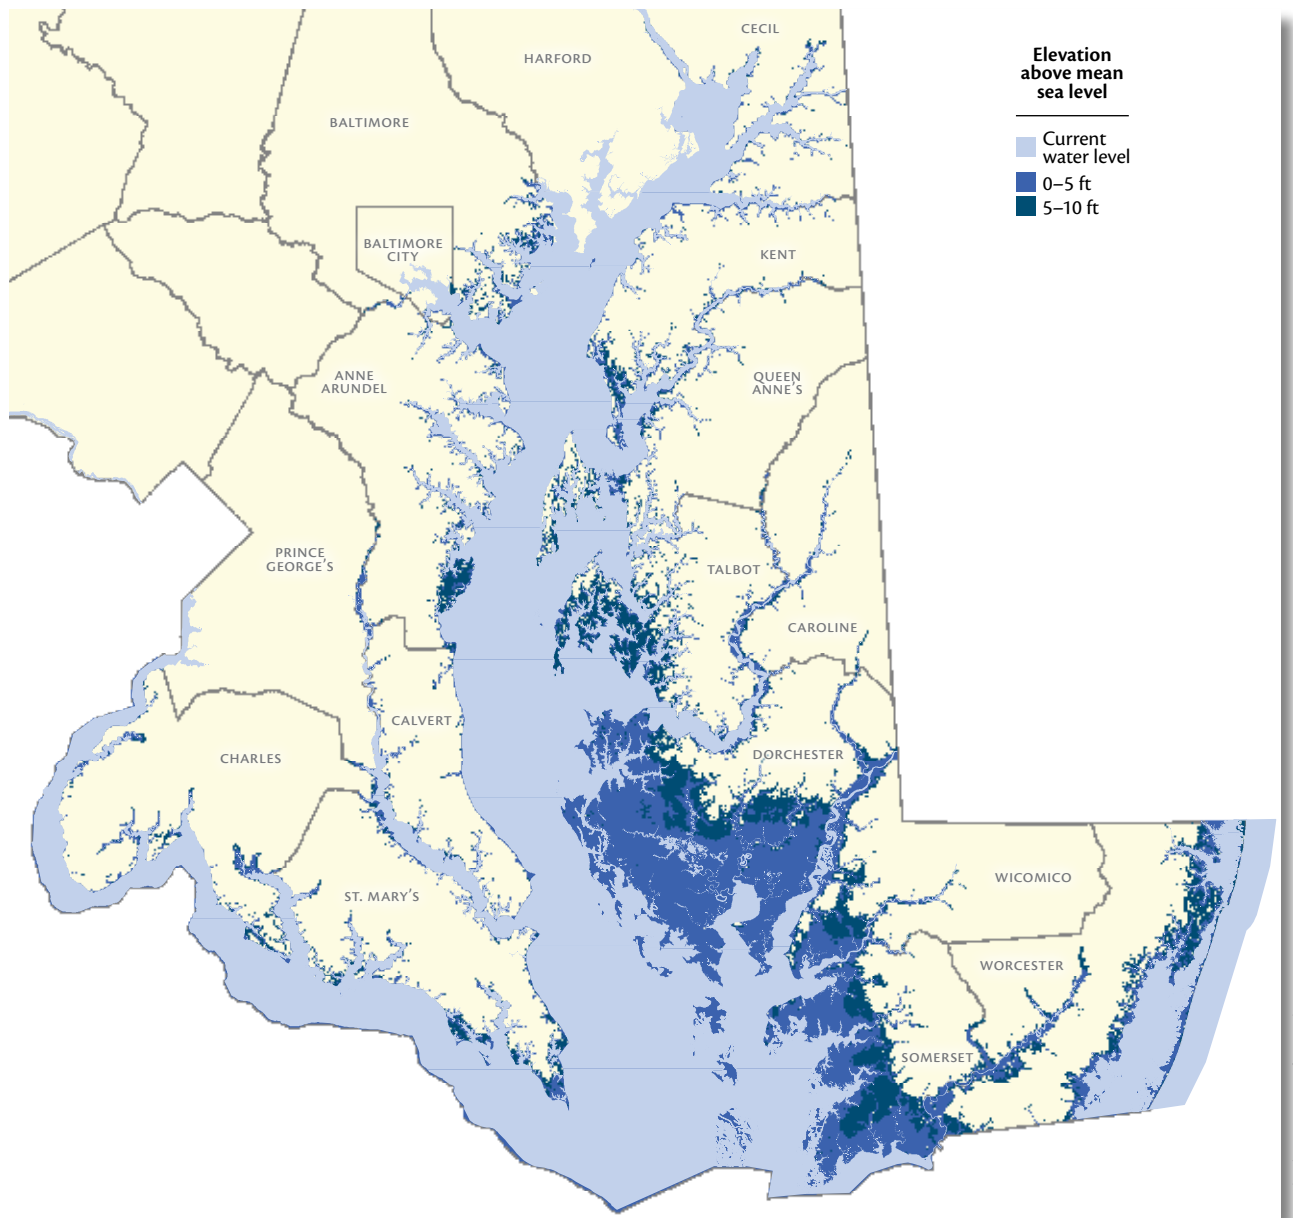 CECIL
HARFORD
BALTIMORE
BALTIMORE
CITY
KENT
ANNE
ARUNDEL
QUEEN
ANNE'S
PRINCE
GEORGE'S
TALBOT
CAROLINE
CALVERT
CHARLES
DORCHESTER
ST. MARY'S
WICOMICO
WORCESTER
SOMERSET
Elevation
above mean
sea level
Current
water level
0–5 ft
5–10 ft